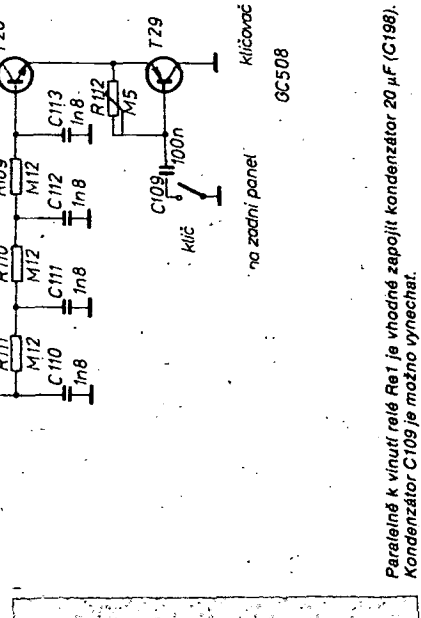 T29
klíčovač
GC508
R112
M5
C113
1n8
C109
100n
klíč
na zadní panel
M12
C112
1n8
M12
C111
1n8
R111
M12
C110
1n8
Paralelně k vinutí relé Re1 je vhodné zapojit kondenzátor 20 µF (C198).
Kondenzátor C109 je možno vynechat.